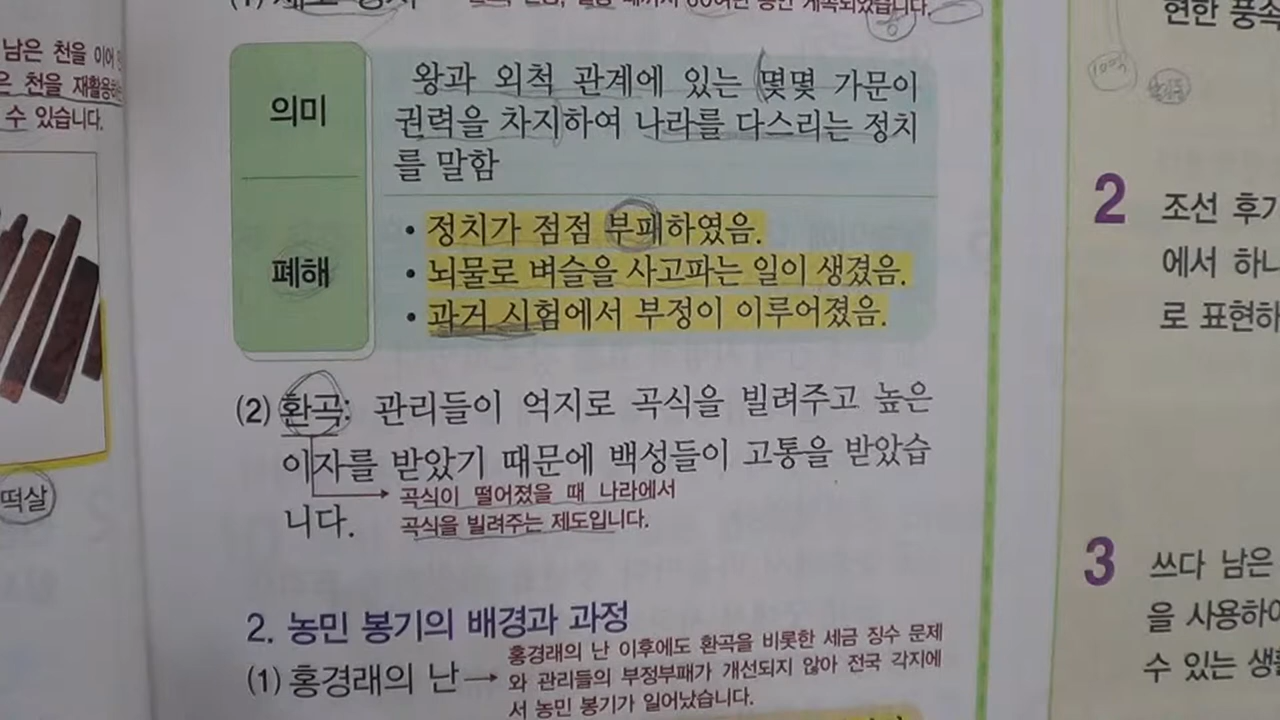 남은 천을 이어
은 천을 재활용하
수 있습니다.
떡살
의미
왕과 외척 관계에 있는 몇몇 가문이
권력을 차지하여 나라를 다스리는 정치
를 말함
폐해
• 정치가 점점 부패하였음.
• 뇌물로 벼슬을 사고파는 일이 생겼음.
• 과거 시험에서 부정이 이루어졌음.
(2) 환곡: 관리들이 억지로 곡식을 빌려주고 높은
이자를 받았기 때문에 백성들이 고통을 받았습
니다.
곡식이 떨어졌을 때 나라에서
곡식을 빌려주는 제도입니다.
2. 농민 봉기의 배경과 과정
(1) 홍경래의 난
홍경래의 난 이후에도 환곡을 비롯한 세금 징수 문제
와 관리들의 부정부패가 개선되지 않아 전국 각지에
서 농민 봉기가 일어났습니다.
현한 풍속
2 조선 후기
에서 하나
로 표현하
3 쓰다 남은
을 사용하여
수 있는 생활